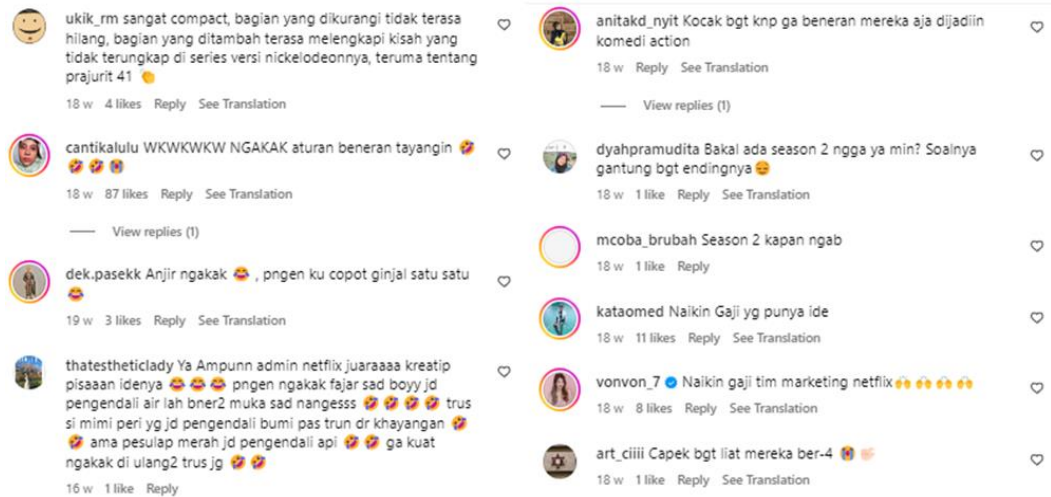 ukik_rm sangat compact, bagian yang dikurangi tidak terasa
hilang, bagian yang ditambah terasa melengkapi kisah yang
tidak terungkap di series versi nickelodeonnya, teruma tentang
prajurit 41 👏
18 w 4 likes Reply See Translation
cantikalulu WKWKWKW NGAKAK aturan beneran tayangin 🤣
🤣🤣😭
18 w 87 likes Reply See Translation
View replies (1)
dek.pasekk Anjir ngakak 😂 , pngen ku copot ginjal satu satu
😂
19 w 3 likes Reply See Translation
thatestheticlady Ya Ampunn admin netflix juaraaaa kreatip
pisaaan idenya 😂😂😂 pngen ngakak fajar sad boyy jd
pengendali air lah bner2 muka sad nangesss 🤣🤣🤣🤣 trus
si mimi peri yg jd pengendali bumi pas trun dr khayangan 🤣
🤣 ama pesulap merah jd pengendali api 🤣🤣 ga kuat
ngakak di ulang2 trus jg 🤣🤣
16 w 1 like Reply
anitakd_nyit Kocak bgt knp ga beneran mereka aja dijadiin
komedi action
18 w Reply See Translation
View replies (1)
dyahpramudita Bakal ada season 2 ngga ya min? Soalnya
gantung bgt endingnya😔
18 w 1 like Reply See Translation
mcoba_brubah Season 2 kapan ngab
18 w 1 like Reply
kataomed Naikin Gaji yg punya ide
18 w 11 likes Reply See Translation
vonvon_7 Naikin gaji tim marketing netflix🙌🙌🙌🙌
18 w 8 likes Reply See Translation
art_ciiii Capek bgt liat mereka ber-4 😭🤏🏻
18 w 1 like Reply See Translation